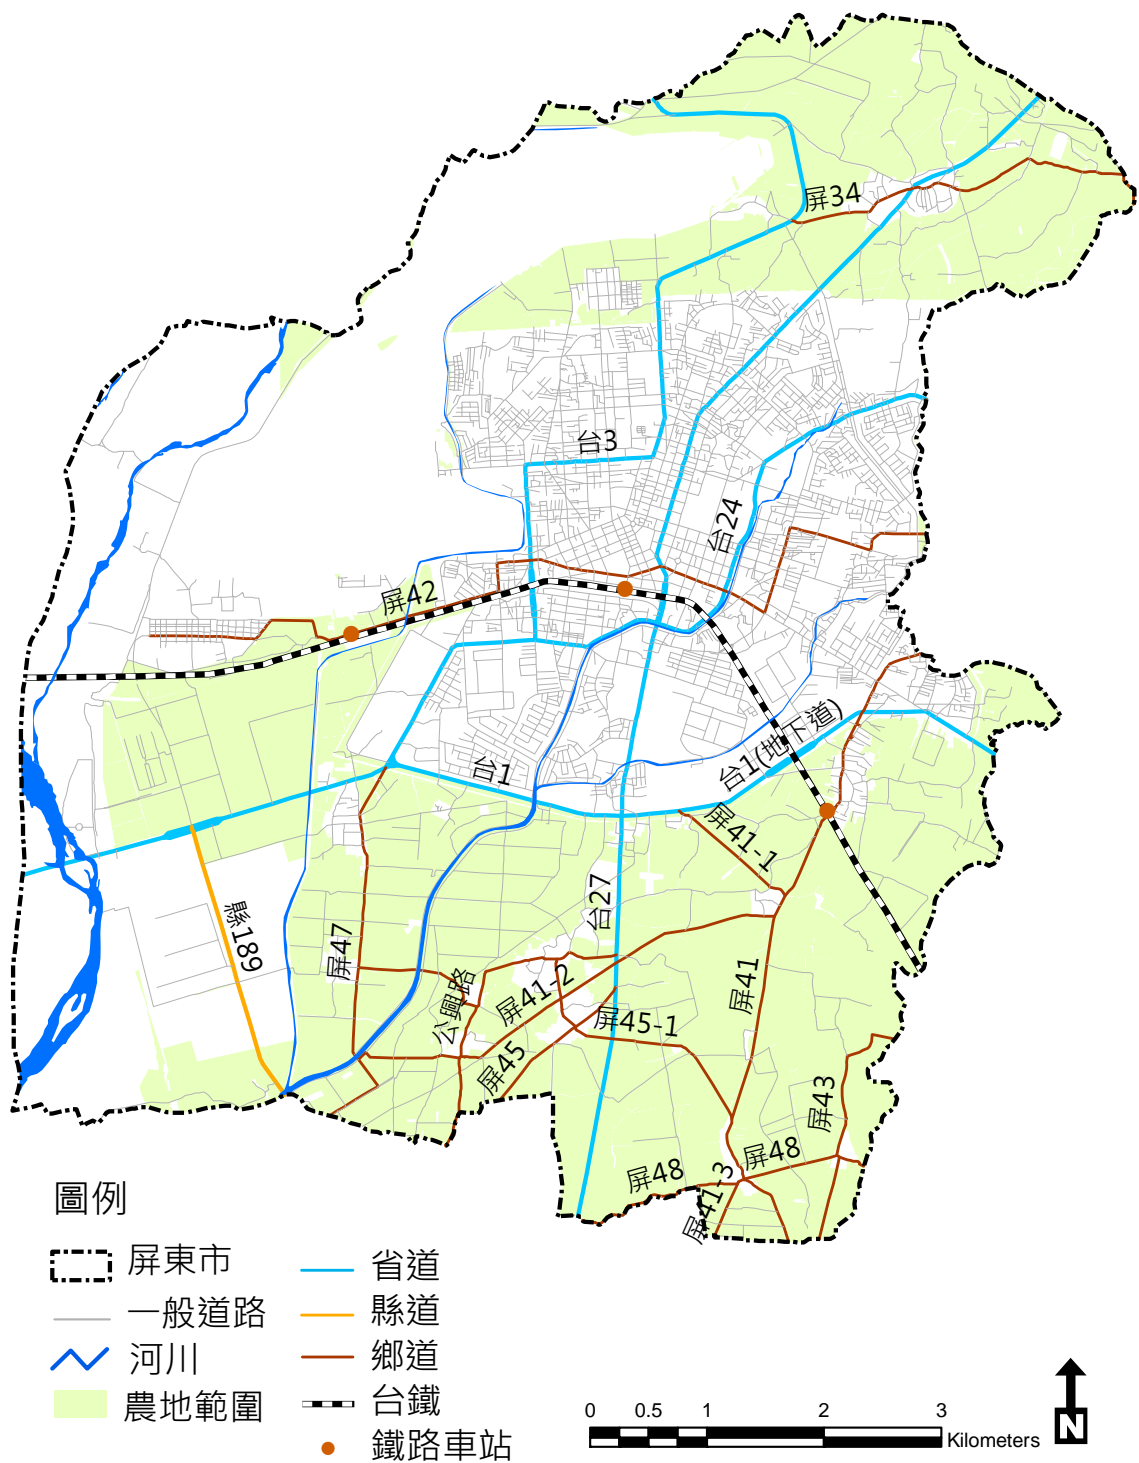 屏34
台3
台24
屏42
台1(地下道)
台1
屏41-1
台27
縣189
屏47
屏41
屏41-2
公興路
屏45-1
屏45
屏43
屏48
屏48
屏41-3
圖例
屏東市
省道
一般道路
縣道
河川
鄉道
農地範圍
台鐵
鐵路車站
0 0.5 1 2 3
Kilometers
N